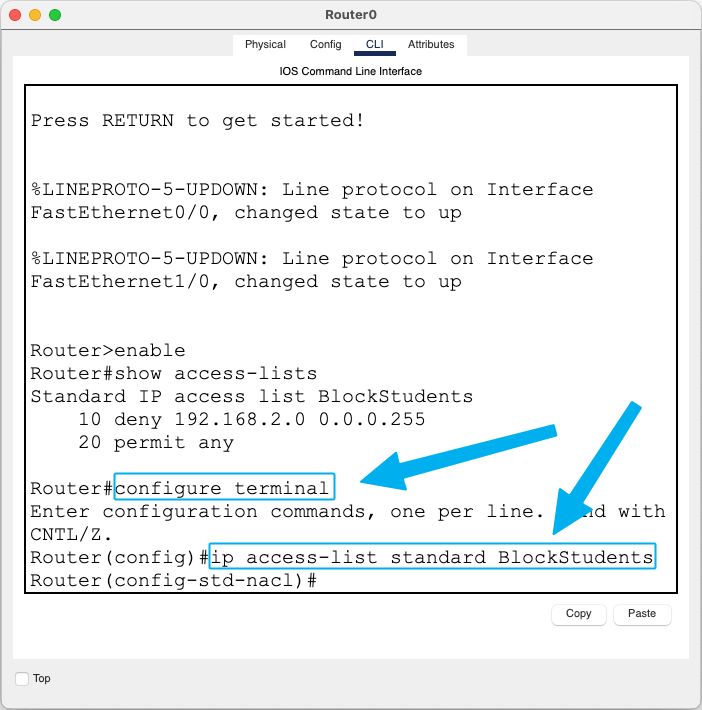 Router0
Physical Config CLI Attributes
IOS Command Line Interface
Press RETURN to get started!
%LINEPROTO-5-UPDOWN: Line protocol on Interface
FastEthernet0/0, changed state to up
%LINEPROTO-5-UPDOWN: Line protocol on Interface
FastEthernet1/0, changed state to up
Router>enable
Router#show access-lists
Standard IP access list BlockStudents
10 deny 192.168.2.0 0.0.0.255
20 permit any
Router#configure terminal
Enter configuration commands, one per line. nd with
CNTL/Z.
Router(config)#ip access-list standard BlockStudents
Router(config-std-nacl)#
Copy Paste
Top